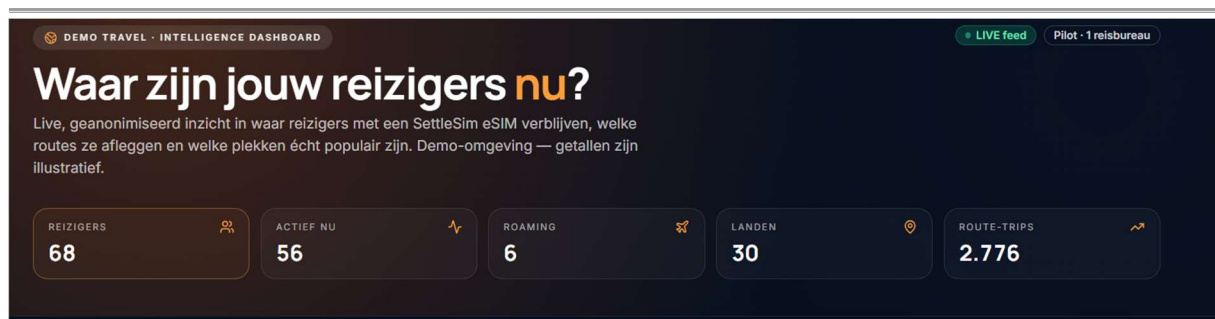 DEMO TRAVEL · INTELLIGENCE DASHBOARD
LIVE feed
Pilot · 1 reisbureau
Waar zijn jouw reizigers nu?
Live, geanonimiseerd inzicht in waar reizigers met een SettleSim eSIM verblijven, welke
routes ze afleggen en welke plekken écht populair zijn. Demo-omgeving — getallen zijn
illustratief.
REIZIGERS
68
ACTIEF NU
56
ROAMING
6
LANDEN
30
ROUTE-TRIPS
2.776